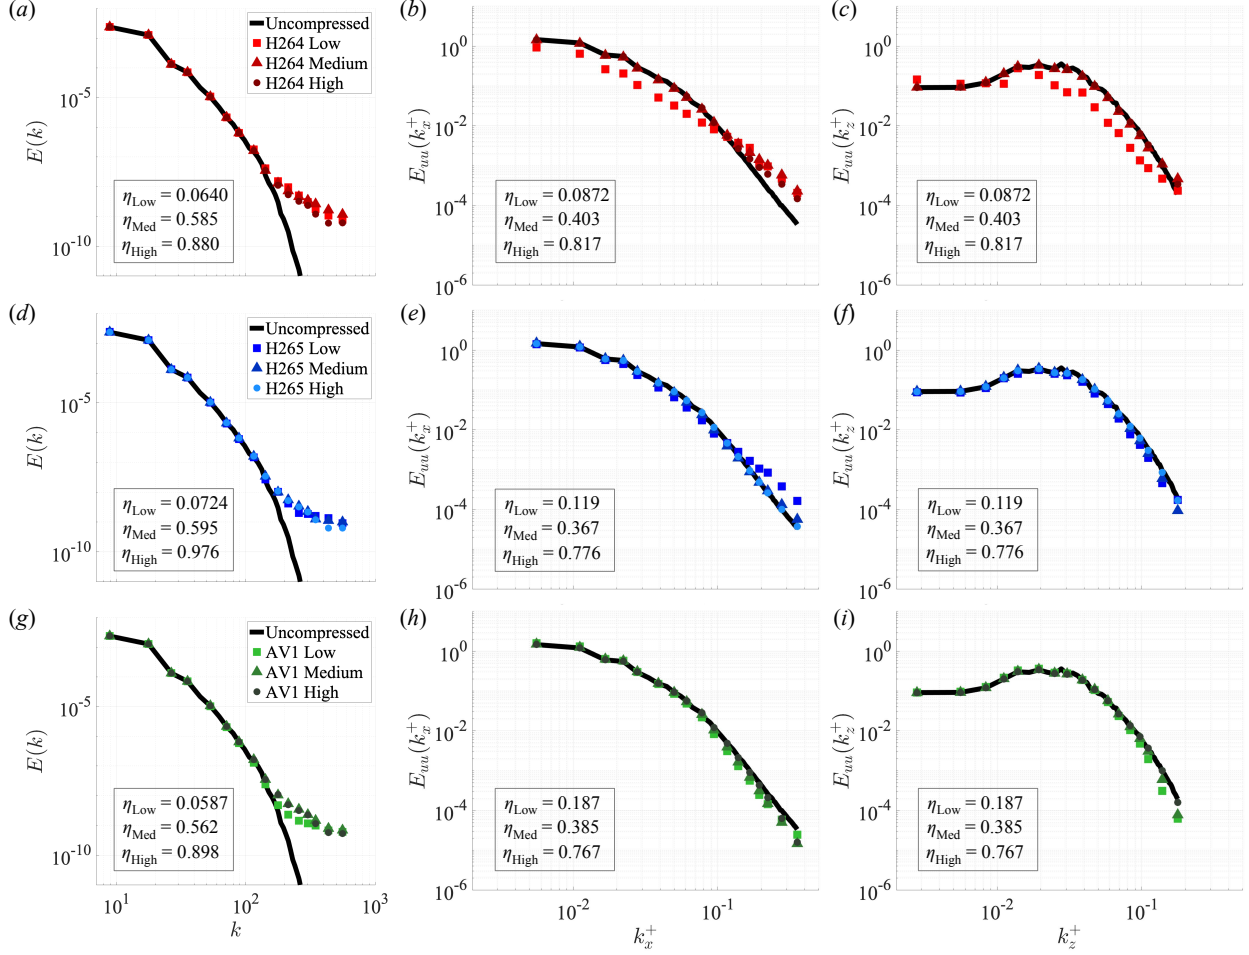 (a)
Uncompressed
H264 Low
H264 Medium
H264 High
10^-5
10^-10
E(k)
η_Low = 0.0640
η_Med = 0.585
η_High = 0.880
(b)
10^0
10^-2
10^-4
10^-6
E_uu(k_x^+)
η_Low = 0.0872
η_Med = 0.403
η_High = 0.817
(c)
10^0
10^-2
10^-4
10^-6
E_uu(k_z^+)
η_Low = 0.0872
η_Med = 0.403
η_High = 0.817
(d)
Uncompressed
H265 Low
H265 Medium
H265 High
10^-5
10^-10
E(k)
η_Low = 0.0724
η_Med = 0.595
η_High = 0.976
(e)
10^0
10^-2
10^-4
10^-6
E_uu(k_x^+)
η_Low = 0.119
η_Med = 0.367
η_High = 0.776
(f)
10^0
10^-2
10^-4
10^-6
E_uu(k_z^+)
η_Low = 0.119
η_Med = 0.367
η_High = 0.776
(g)
Uncompressed
AV1 Low
AV1 Medium
AV1 High
10^-5
10^-10
E(k)
η_Low = 0.0587
η_Med = 0.562
η_High = 0.898
10^1
10^2
10^3
k
(h)
10^0
10^-2
10^-4
10^-6
E_uu(k_x^+)
η_Low = 0.187
η_Med = 0.385
η_High = 0.767
10^-2
10^-1
k_x^+
(i)
10^0
10^-2
10^-4
10^-6
E_uu(k_z^+)
η_Low = 0.187
η_Med = 0.385
η_High = 0.767
10^-2
10^-1
k_z^+